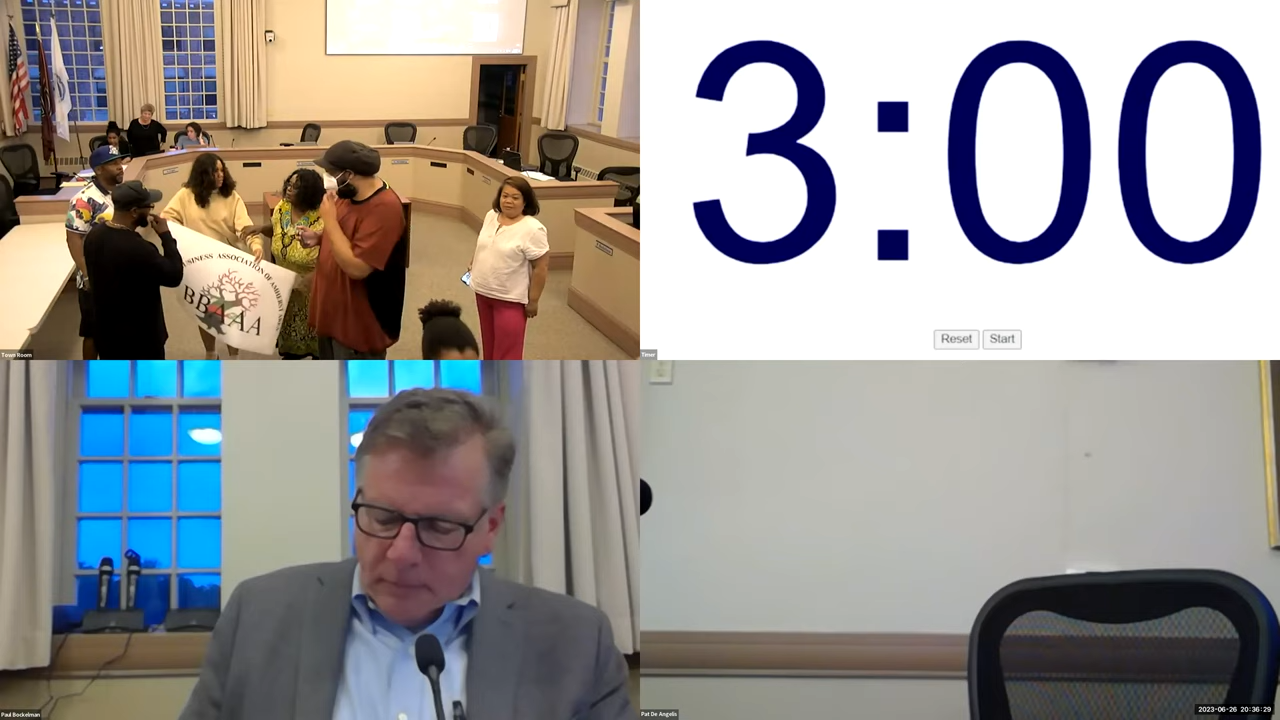 BUSINESS ASSOCIATION OF AMHERST AREA
BBAAA
Town Room
3:00
Reset
Start
Timer
Paul Bockelman
Pat De Angelis
2023-06-26 20:36:29